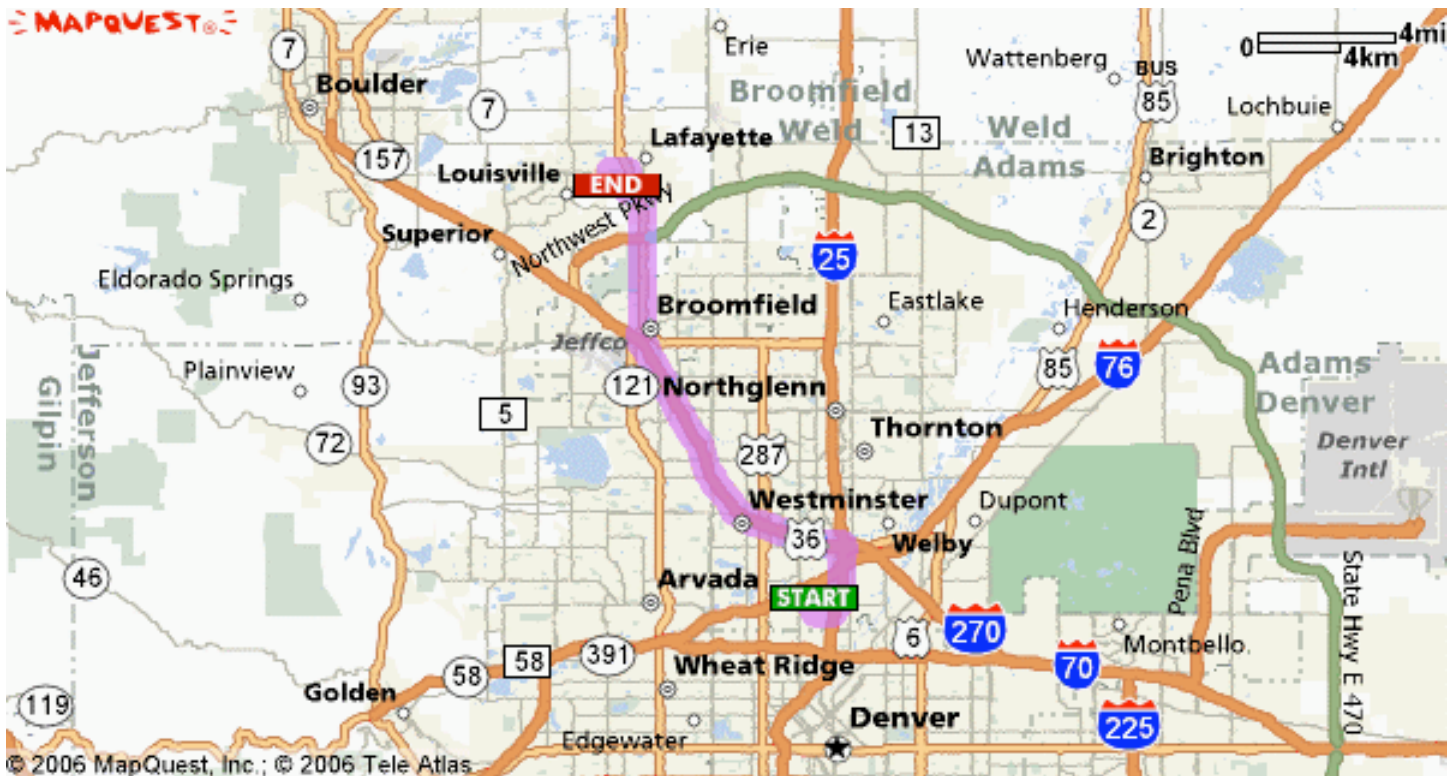 MAPQUEST
Erie
Wattenberg
0 4mi
4km
7
BUS
85
Boulder
Broomfield
Weld
Lochbuie
7
Lafayette
13
Weld
Adams
157
Brighton
Louisville
END
Northwest Pkwy
2
Superior
25
Eldorado Springs
Eastlake
Henderson
Broomfield
Jeffco
Jefferson
Gilpin
Plainview
93
121
Northglenn
85
76
Adams
Denver
5
72
Thornton
Denver
Intl
287
Westminster
Dupont
36
Welby
Pena Blvd
State Hwy E 470
46
Arvada
START
391
6
270
Montbello
58
58
Wheat Ridge
70
119
Golden
Denver
225
Edgewater
© 2006 MapQuest, Inc.; © 2006 Tele Atlas